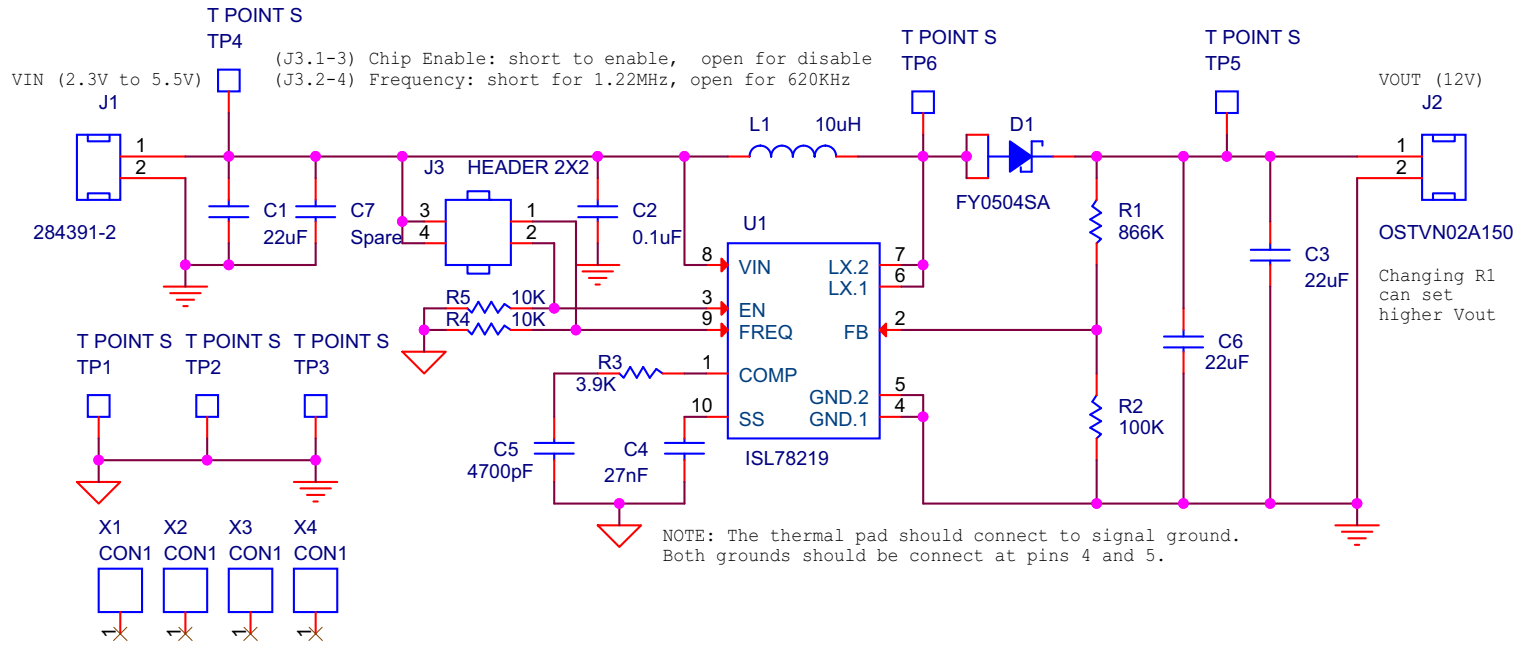 T POINT S
TP4
(J3.1-3) Chip Enable: short to enable, open for disable
(J3.2-4) Frequency: short for 1.22MHz, open for 620KHz
VIN (2.3V to 5.5V)
J1
1
2
284391-2
C1
22uF
C7
Spare
J3
HEADER 2X2
3
4
1
2
C2
0.1uF
L1
10uH
T POINT S
TP6
D1
FY0504SA
T POINT S
TP5
VOUT (12V)
J2
1
2
OSTVN02A150
Changing R1
can set
higher Vout
R1
866K
C3
22uF
C6
22uF
R2
100K
U1
8
VIN
3
EN
9
FREQ
1
COMP
10
SS
LX.2
7
LX.1
6
FB
2
GND.2
5
GND.1
4
ISL78219
R5
10K
R4
10K
R3
3.9K
C5
4700pF
C4
27nF
T POINT S
TP1
T POINT S
TP2
T POINT S
TP3
NOTE: The thermal pad should connect to signal ground.
Both grounds should be connect at pins 4 and 5.
X1
CON1
1
X2
CON1
1
X3
CON1
1
X4
CON1
1